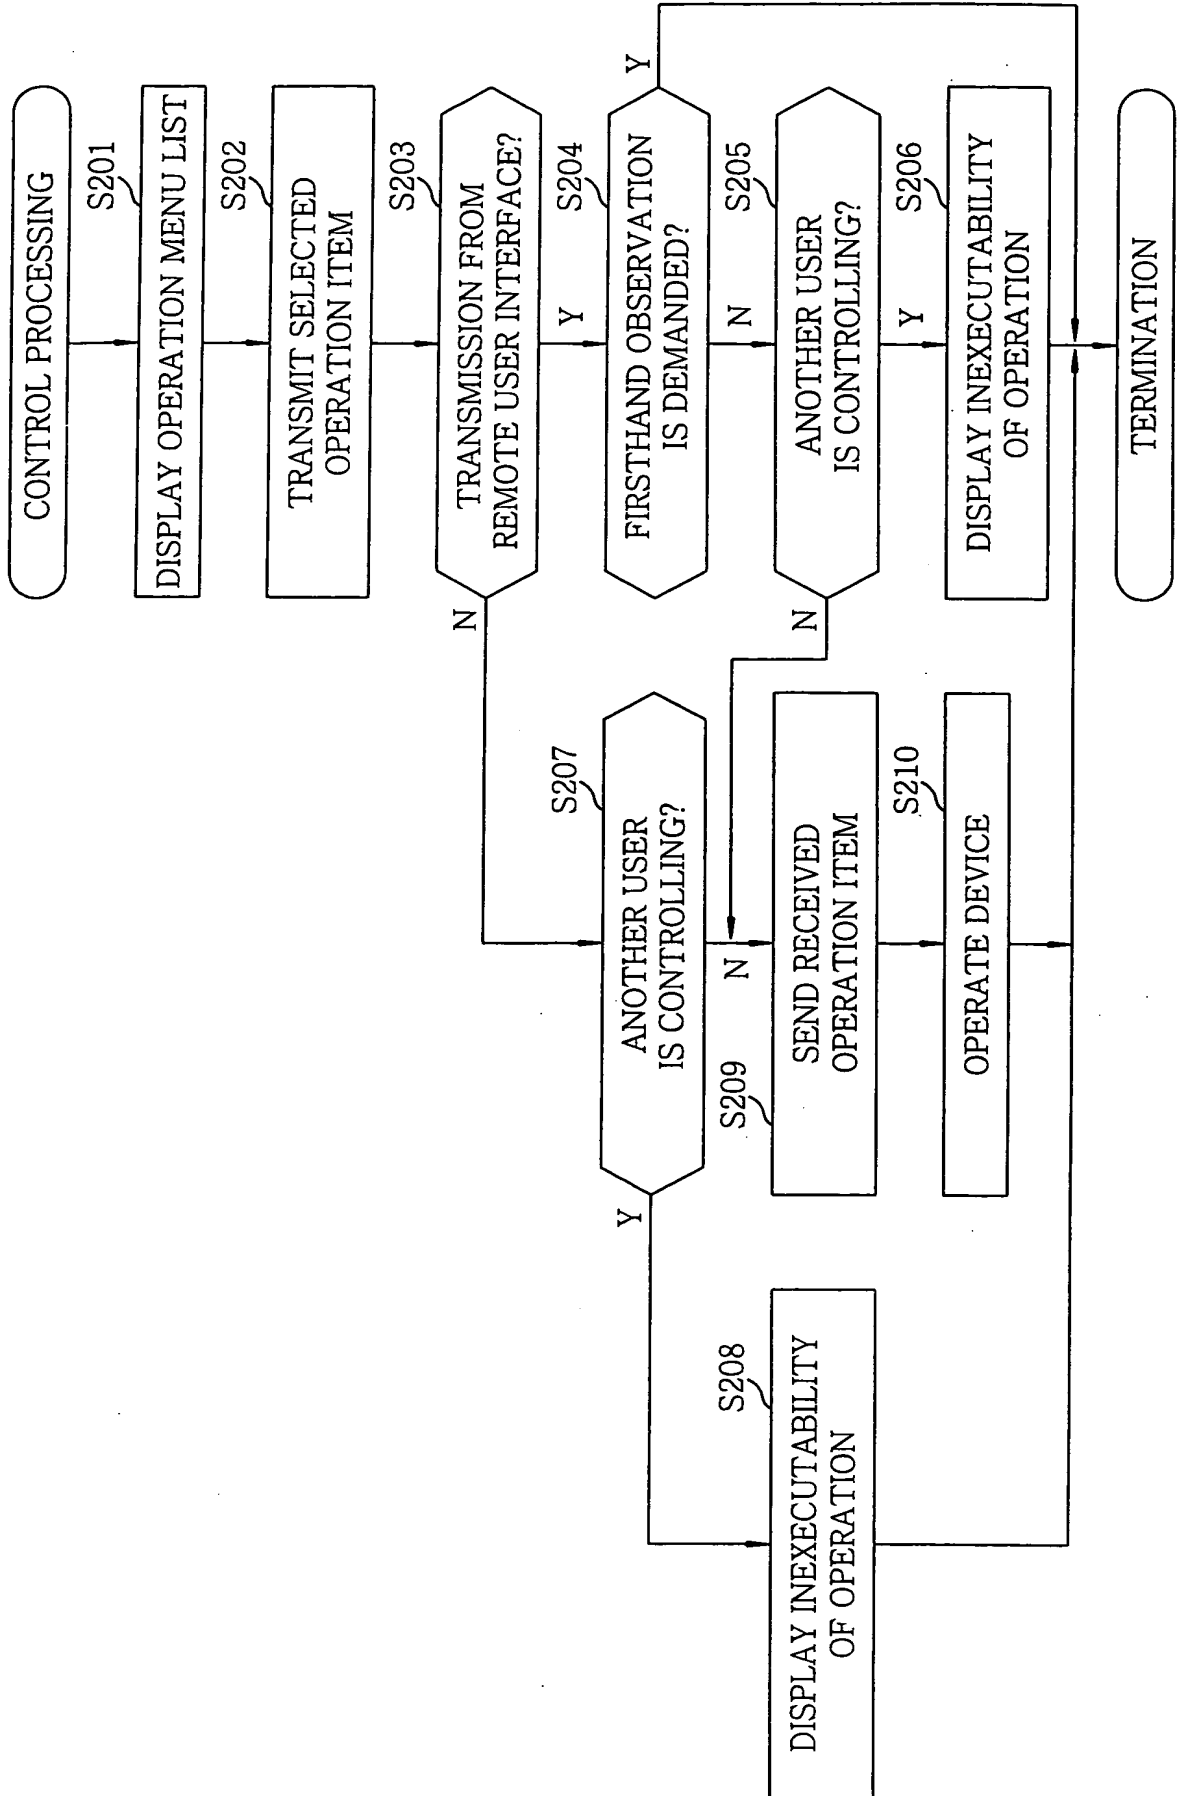 CONTROL PROCESSING
S201
DISPLAY OPERATION MENU LIST
S202
TRANSMIT SELECTED
OPERATION ITEM
S203
TRANSMISSION FROM
REMOTE USER INTERFACE?
N
Y
S204
FIRSTHAND OBSERVATION
IS DEMANDED?
Y
N
S205
ANOTHER USER
IS CONTROLLING?
N
Y
S206
DISPLAY INEXECUTABILITY
OF OPERATION
S207
ANOTHER USER
IS CONTROLLING?
Y
N
S208
DISPLAY INEXECUTABILITY
OF OPERATION
S209
SEND RECEIVED
OPERATION ITEM
S210
OPERATE DEVICE
TERMINATION